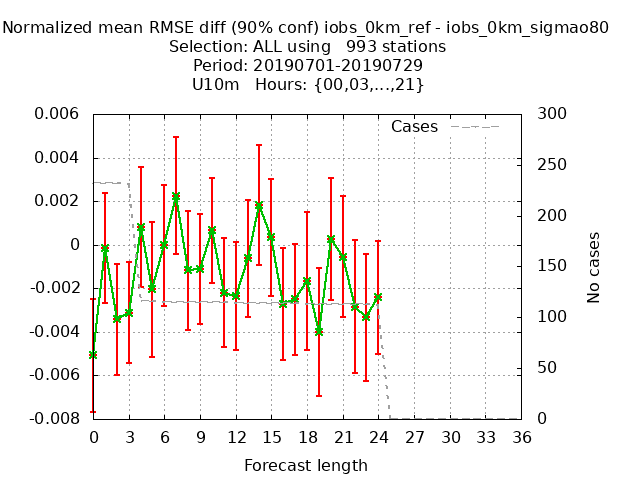 Normalized mean RMSE diff (90% conf) iobs_0km_ref - iobs_0km_sigmao80
Selection: ALL using   993 stations
Period: 20190701-20190729
U10m   Hours: {00,03,...,21}
Cases
0.006
0.004
0.002
0
-0.002
-0.004
-0.006
-0.008
300
250
200
150
100
50
0
No cases
0 3 6 9 12 15 18 21 24 27 30 33 36
Forecast length